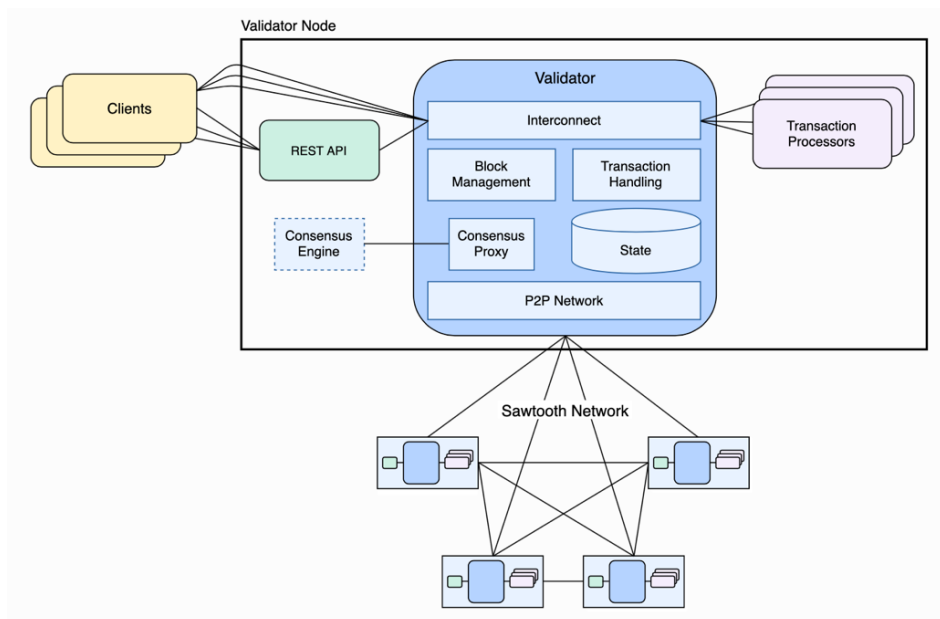 Validator Node
Clients
REST API
Validator
Interconnect
Block
Management
Transaction
Handling
Consensus
Engine
Consensus
Proxy
State
P2P Network
Transaction
Processors
Sawtooth Network